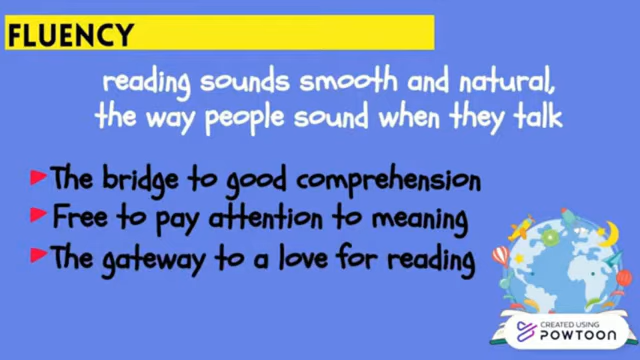 FLUENCY
reading sounds smooth and natural,
the way people sound when they talk
The bridge to good comprehension
Free to pay attention to meaning
The gateway to a love for reading
CREATED USING
POWTOON